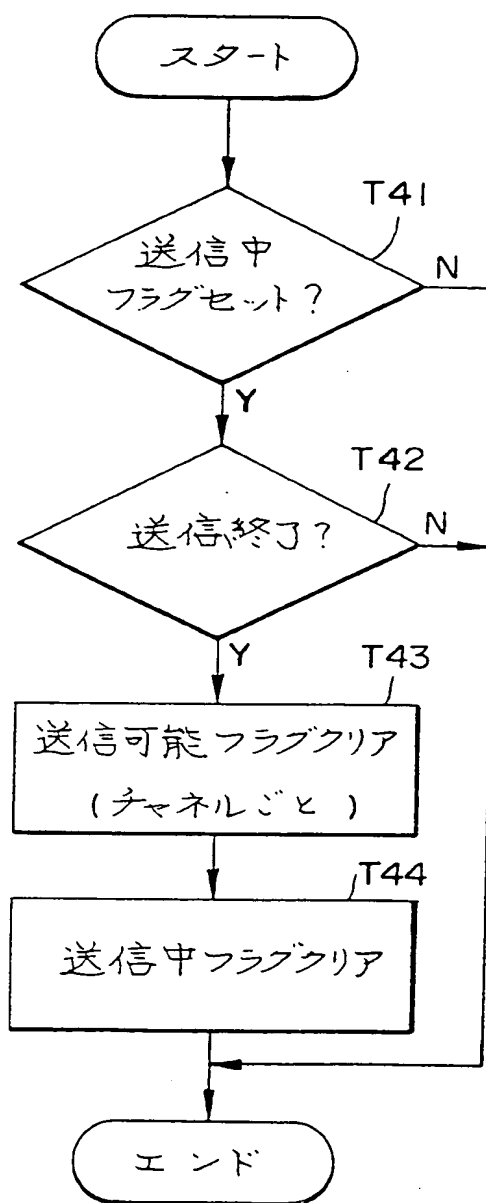 スタート
T41
送信中
フラグセット?
N
Y
T42
送信終了?
N
Y
T43
送信可能フラグクリア
(チャネルごと)
T44
送信中フラグクリア
エンド